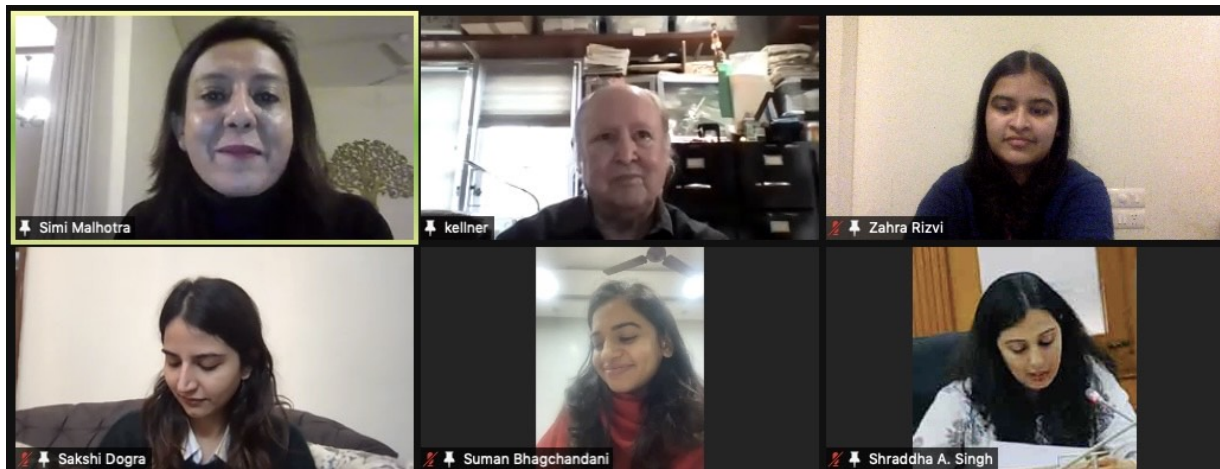 Simi Malhotra
kellner
Zahra Rizvi
Sakshi Dogra
Suman Bhagchandani
Shraddha A. Singh